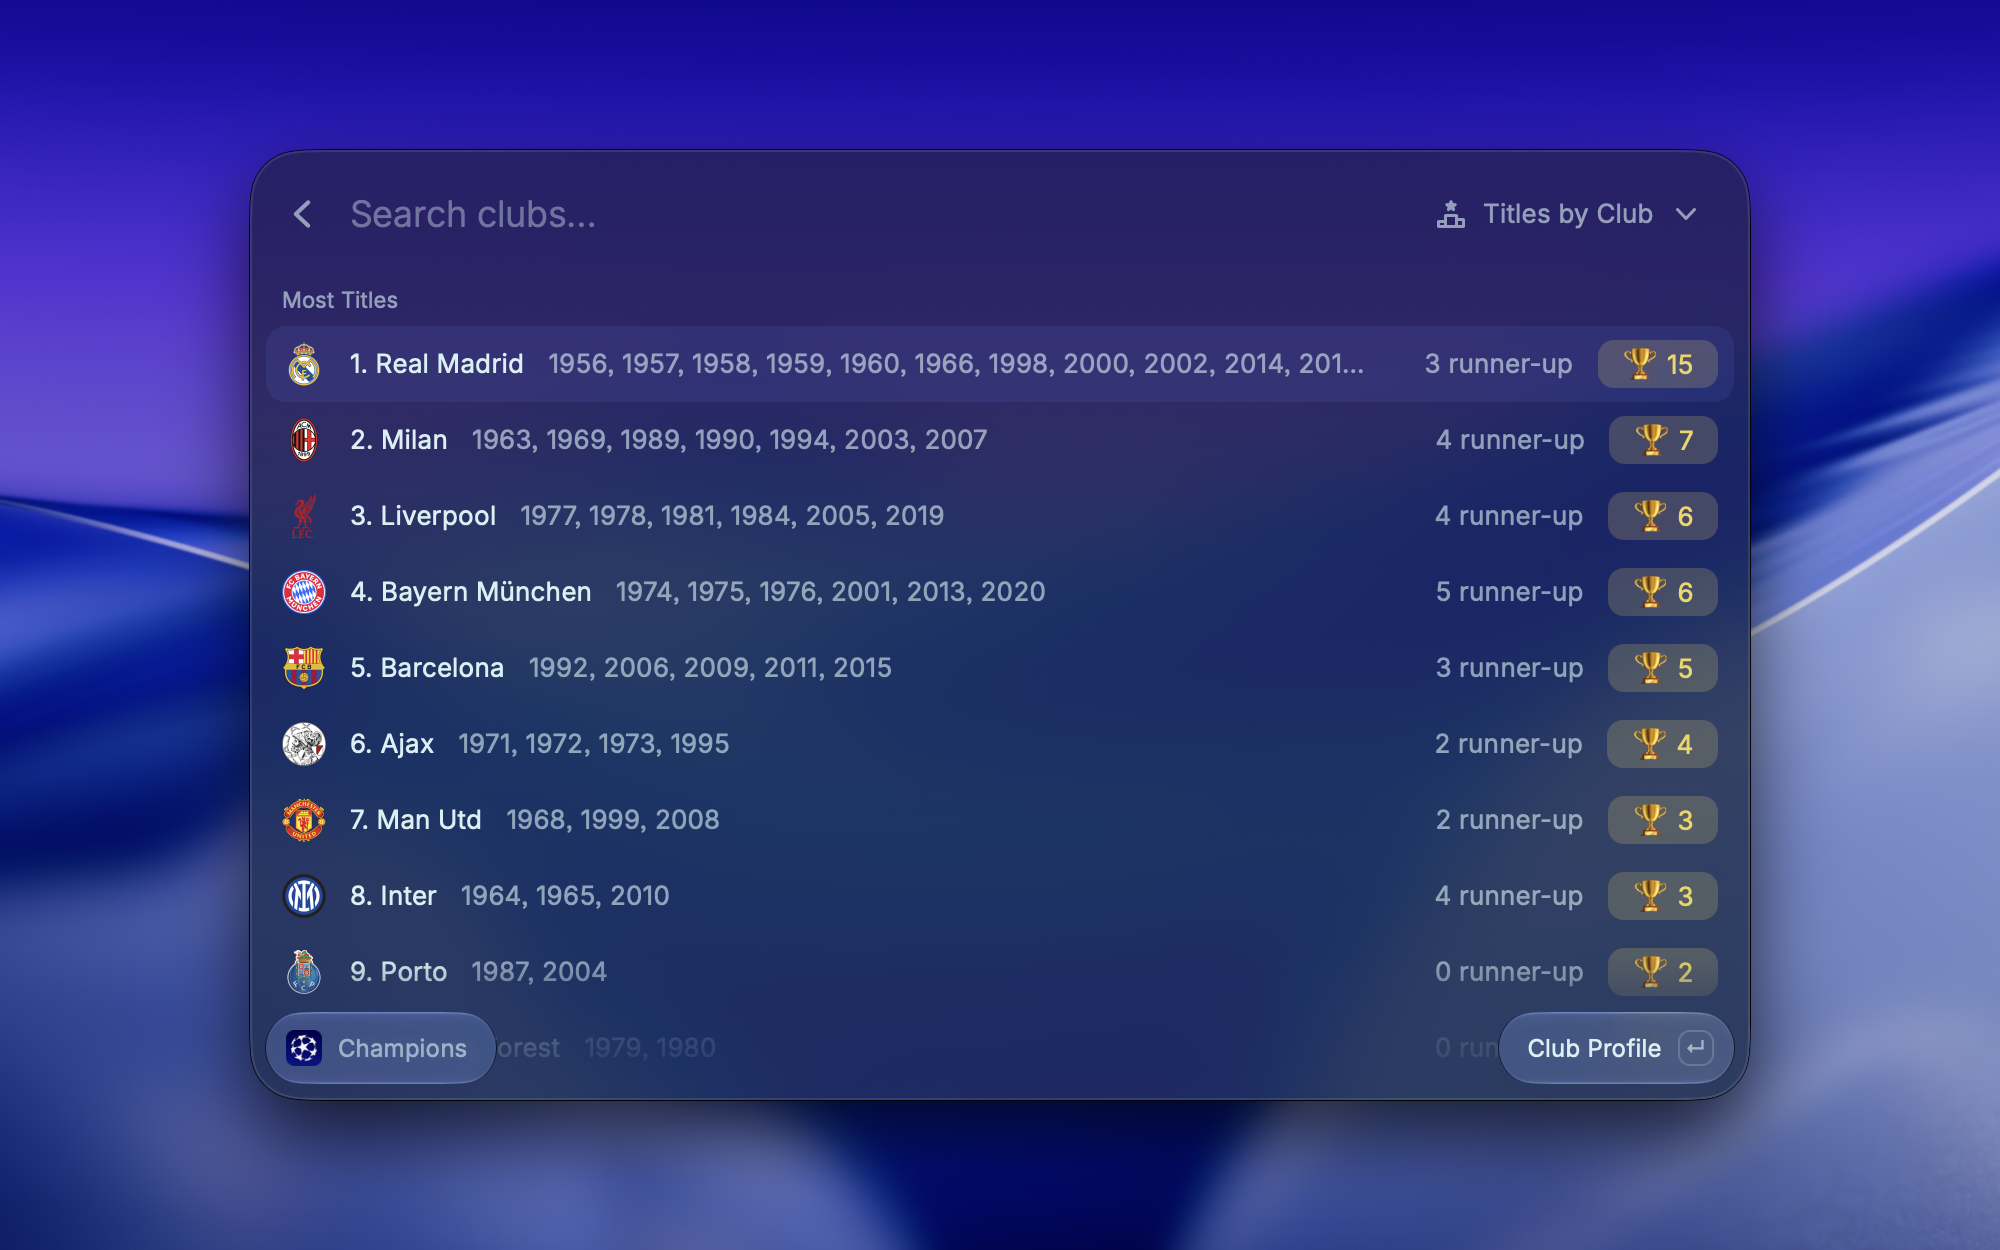 Search clubs...
Titles by Club
Most Titles
1. Real Madrid 1956, 1957, 1958, 1959, 1960, 1966, 1998, 2000, 2002, 2014, 201... 3 runner-up 15
2. Milan 1963, 1969, 1989, 1990, 1994, 2003, 2007 4 runner-up 7
3. Liverpool 1977, 1978, 1981, 1984, 2005, 2019 4 runner-up 6
4. Bayern München 1974, 1975, 1976, 2001, 2013, 2020 5 runner-up 6
5. Barcelona 1992, 2006, 2009, 2011, 2015 3 runner-up 5
6. Ajax 1971, 1972, 1973, 1995 2 runner-up 4
7. Man Utd 1968, 1999, 2008 2 runner-up 3
8. Inter 1964, 1965, 2010 4 runner-up 3
9. Porto 1987, 2004 0 runner-up 2
orest 1979, 1980 0 run
Champions
Club Profile